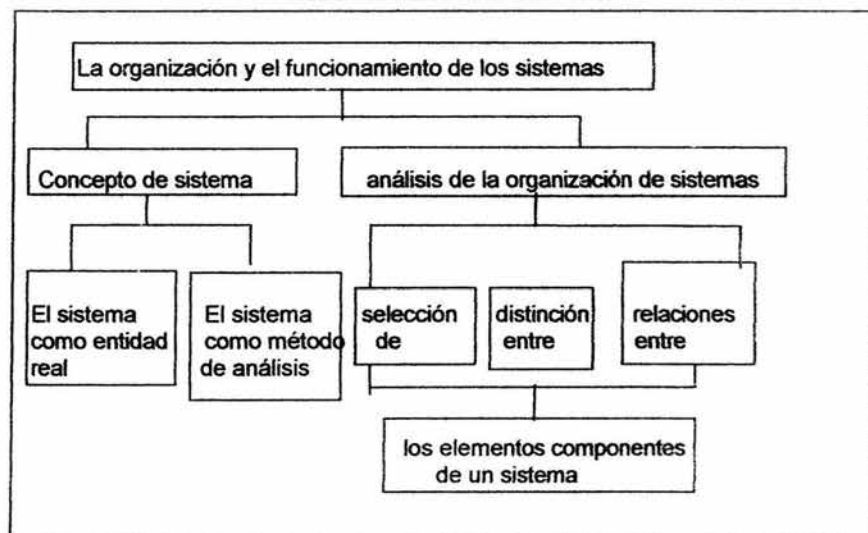 La organización y el funcionamiento de los sistemas
Concepto de sistema
análisis de la organización de sistemas
El sistema
como entidad
real
El sistema
como método
de análisis
selección
de
distinción
entre
relaciones
entre
los elementos componentes
de un sistema